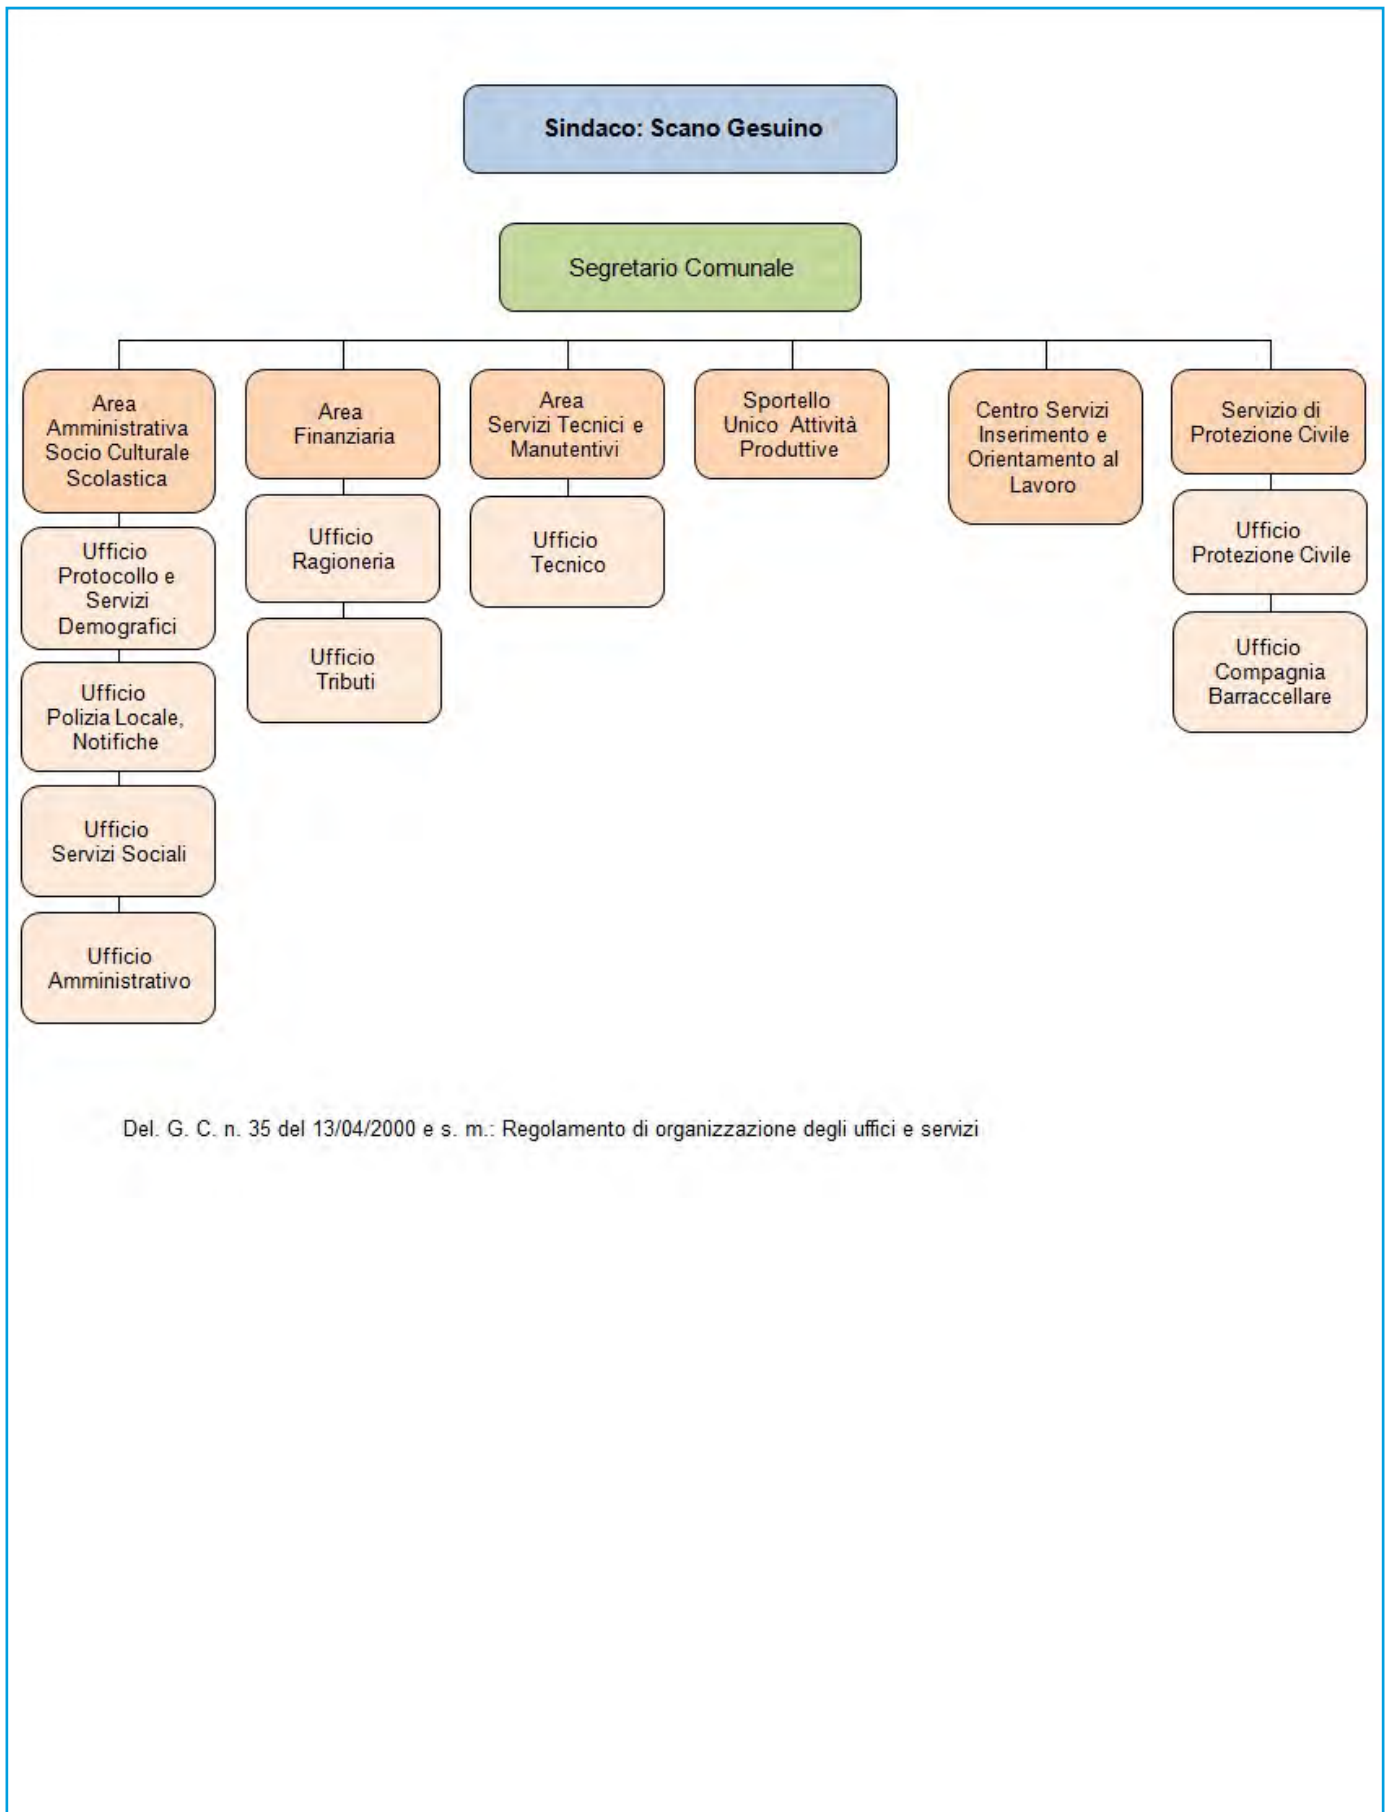 Sindaco: Scano Gesuino
Segretario Comunale
Area
Amministrativa
Socio Culturale
Scolastica
Ufficio
Protocollo e
Servizi
Demografici
Ufficio
Polizia Locale,
Notifiche
Ufficio
Servizi Sociali
Ufficio
Amministrativo
Area
Finanziaria
Ufficio
Ragioneria
Ufficio
Tributi
Area
Servizi Tecnici e
Manutentivi
Ufficio
Tecnico
Sportello
Unico Attività
Produttive
Centro Servizi
Inserimento e
Orientamento al
Lavoro
Servizio di
Protezione Civile
Ufficio
Protezione Civile
Ufficio
Compagnia
Barraccellare
Del. G. C. n. 35 del 13/04/2000 e s. m.: Regolamento di organizzazione degli uffici e servizi